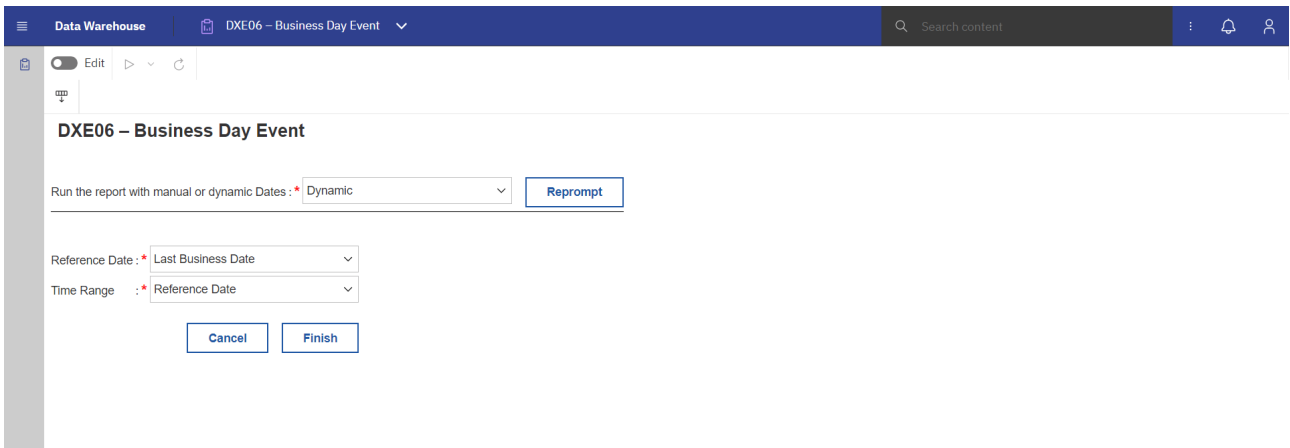 Data Warehouse DXE06 – Business Day Event Search content
Edit
DXE06 – Business Day Event
Run the report with manual or dynamic Dates : * Dynamic Reprompt
Reference Date : * Last Business Date
Time Range : * Reference Date
Cancel Finish